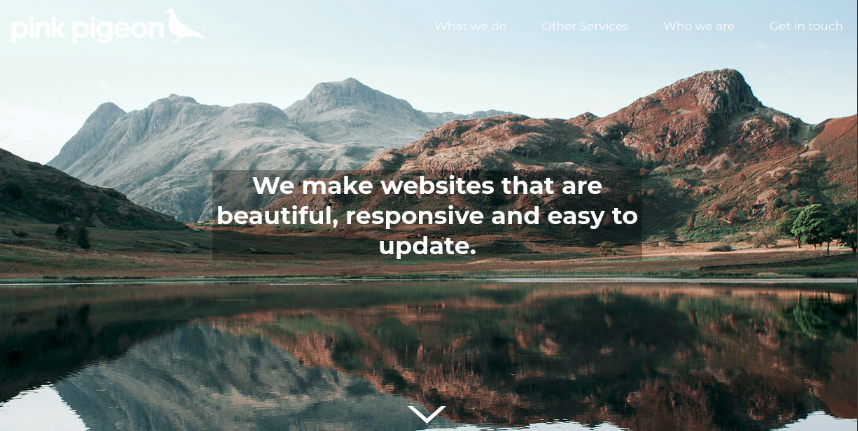 pink pigeon
What we do
Other Services
Who we are
Get in touch
We make websites that are
beautiful, responsive and easy to
update.